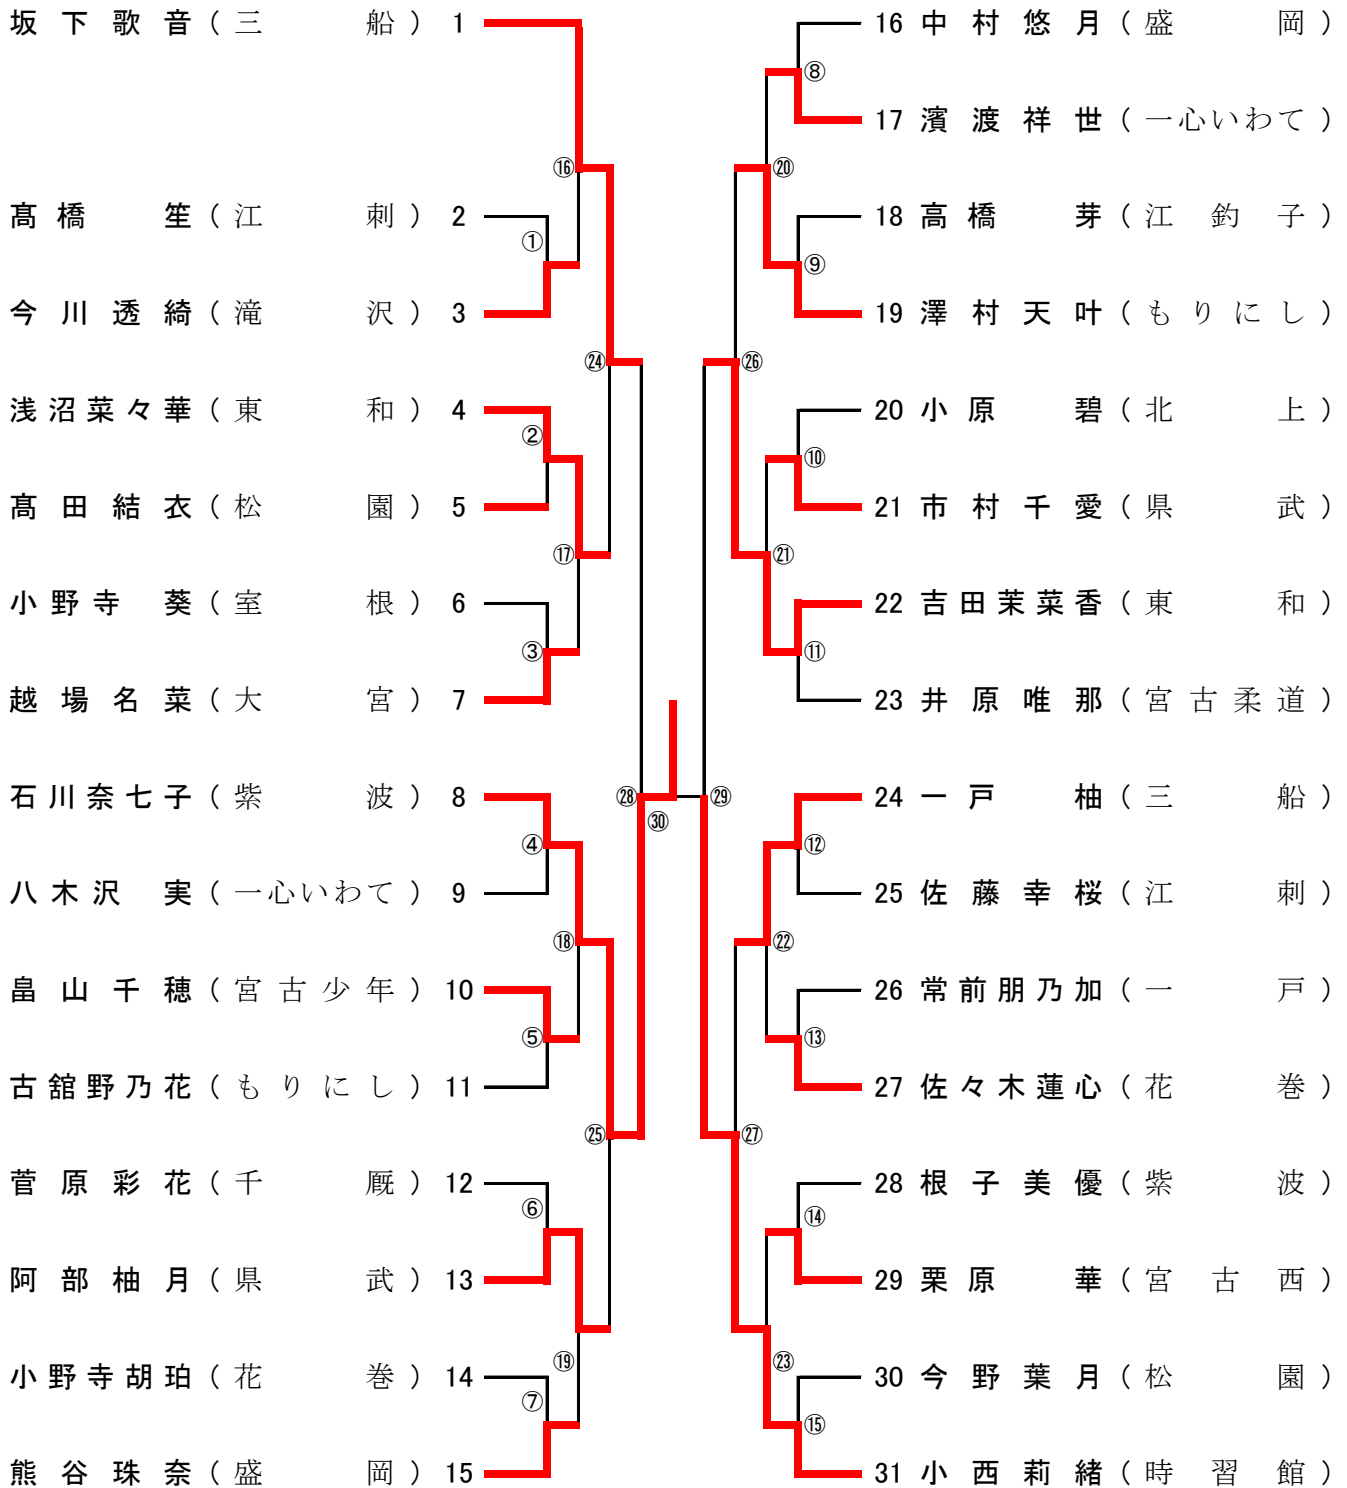 坂下歌音（三船）1
髙橋笙（江刺）2
①
今川透綺（滝沢）3
⑯
浅沼菜々華（東和）4
②
髙田結衣（松園）5
⑰
小野寺葵（室根）6
③
越場名菜（大宮）7
㉔
石川奈七子（紫波）8
④
八木沢実（一心いわて）9
⑱
畠山千穂（宮古少年）10
⑤
古舘野乃花（もりにし）11
㉕
菅原彩花（千厩）12
⑥
阿部柚月（県武）13
⑲
小野寺胡珀（花巻）14
⑦
熊谷珠奈（盛岡）15
㉘
㉚
㉙
16 中村悠月（盛岡）
⑧
17 濱渡祥世（一心いわて）
⑳
18 高橋芽（江釣子）
⑨
19 澤村天叶（もりにし）
㉖
20 小原碧（北上）
⑩
21 市村千愛（県武）
㉑
22 吉田茉菜香（東和）
⑪
23 井原唯那（宮古柔道）
24 一戸柚（三船）
⑫
25 佐藤幸桜（江刺）
㉒
26 常前朋乃加（一戸）
⑬
27 佐々木蓮心（花巻）
㉗
28 根子美優（紫波）
⑭
29 栗原華（宮古西）
㉓
30 今野葉月（松園）
⑮
31 小西莉緒（時習館）